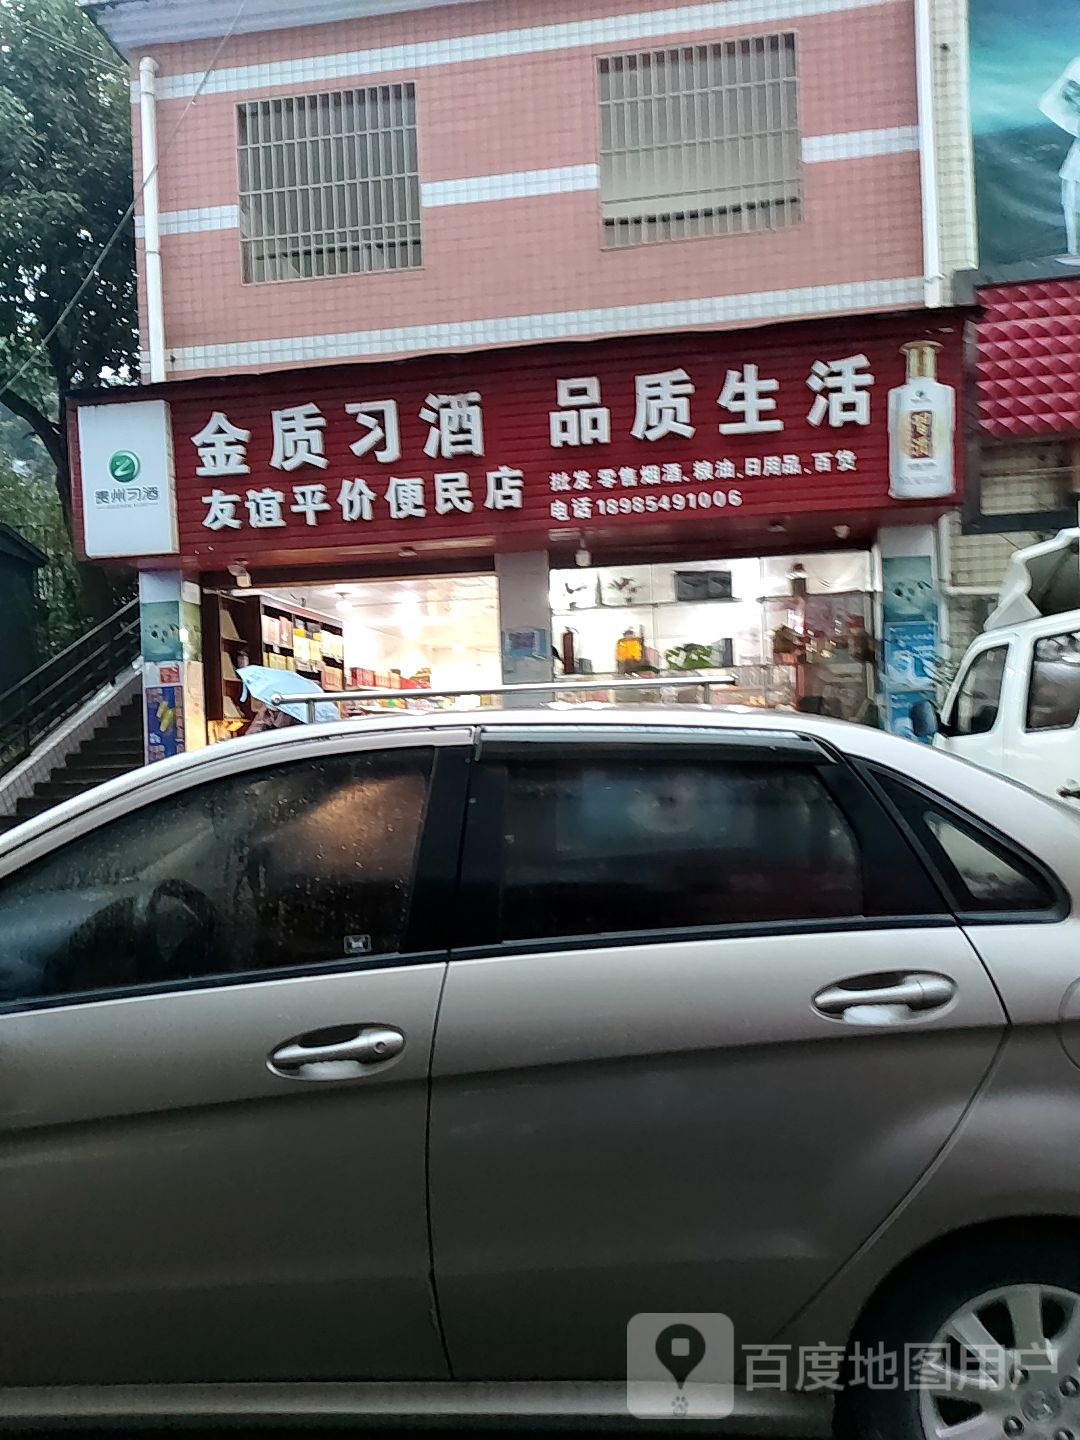 金质习酒 品质生活
友谊平价便民店
批发 零售烟酒、粮油、日用品、百货
电话18985491006
贵州习酒
百度地图用户